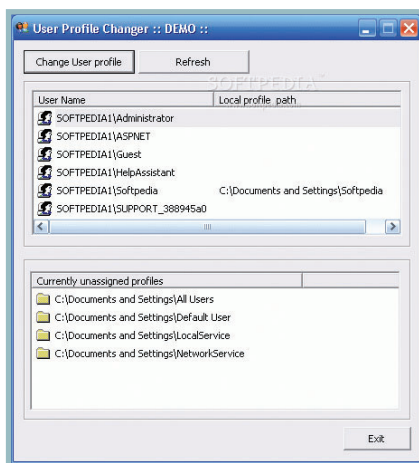 User Profile Changer :: DEMO ::
Change User profile Refresh
SOFTPEDIA
User Name Local profile path
SOFTPEDIA1\Administrator
SOFTPEDIA1\ASPNET
SOFTPEDIA1\Guest
SOFTPEDIA1\HelpAssistant
SOFTPEDIA1\Softpedia C:\Documents and Settings\Softpedia
SOFTPEDIA1\SUPPORT_388945a0
Currently unassigned profiles
C:\Documents and Settings\All Users
C:\Documents and Settings\Default User
C:\Documents and Settings\LocalService
C:\Documents and Settings\NetworkService
Exit